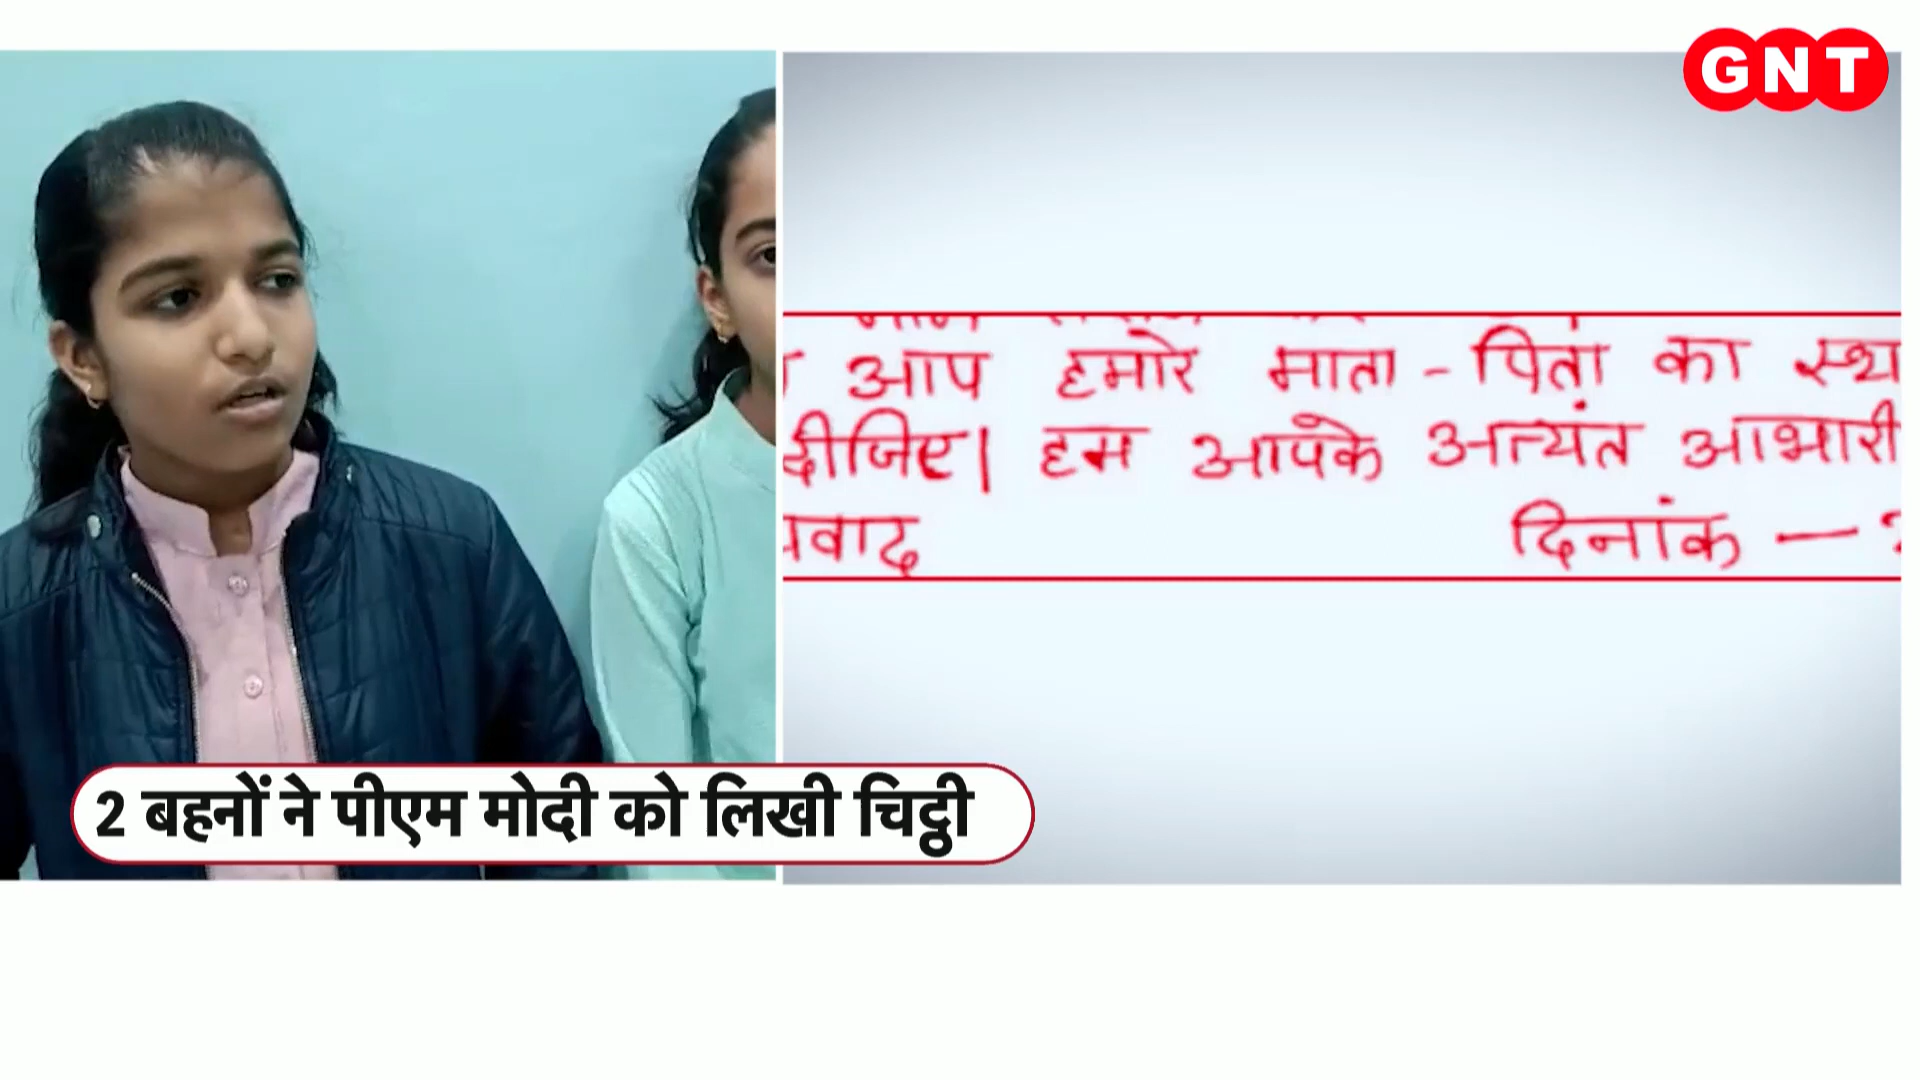 GNT
आप हमारे माता - पिता का
दीजिए। हम आपके अत्यंत आभारी
दिनांक —
2 बहनों ने पीएम मोदी को लिखी चिट्ठी